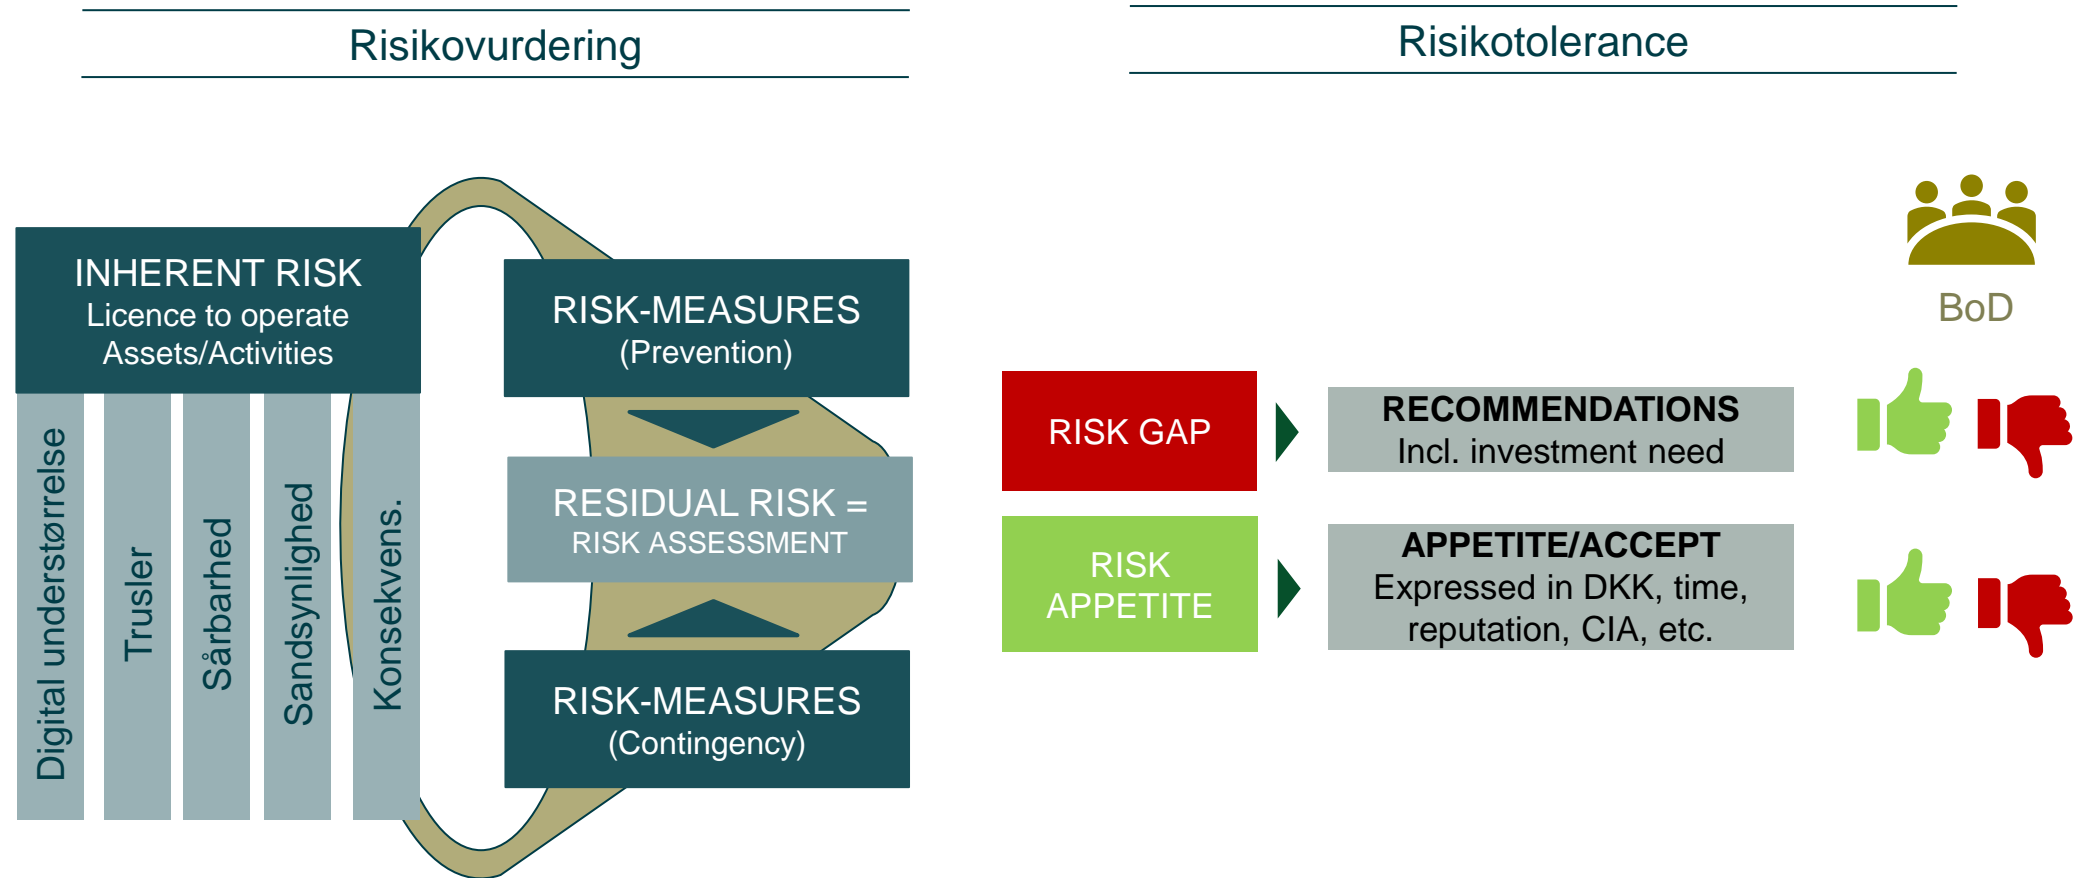 Risikovurdering
Risikotolerance
INHERENT RISK
Licence to operate
Assets/Activities
Digital understørrelse
Trusler
Sårbarhed
Sandsynlighed
Konsekvens.
RISK-MEASURES
(Prevention)
RESIDUAL RISK =
RISK ASSESSMENT
RISK-MEASURES
(Contingency)
BoD
RISK GAP
RECOMMENDATIONS
Incl. investment need
RISK
APPETITE
APPETITE/ACCEPT
Expressed in DKK, time,
reputation, CIA, etc.